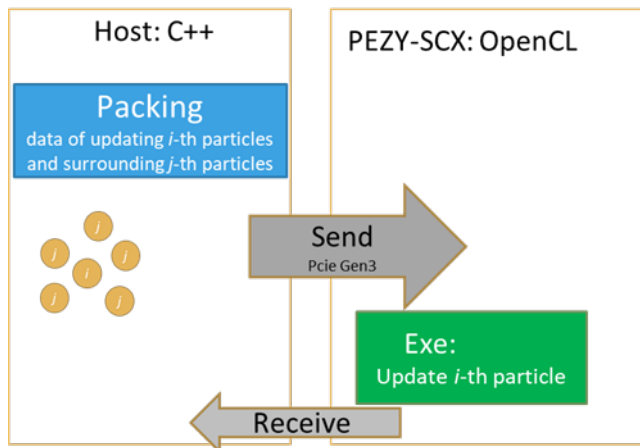 Host: C++
PEZY-SCX: OpenCL
Packing
data of updating i-th particles
and surrounding j-th particles
j
j
j
i
j
j
Send
Pcie Gen3
Exe:
Update i-th particle
Receive